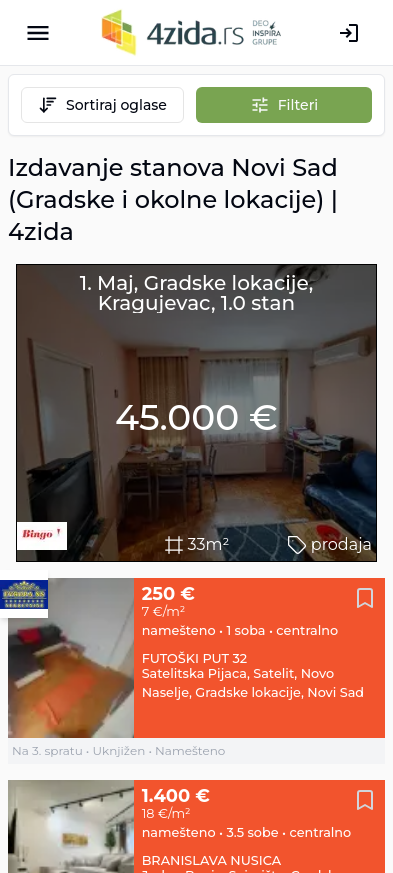 4zida.rs
DEO
INSPIRA
GRUPE
Sortiraj oglase
Filteri
Izdavanje stanova Novi Sad
(Gradske i okolne lokacije) |
4zida
1. Maj, Gradske lokacije,
Kragujevac, 1.0 stan
45.000 €
Bingo
33m²
prodaja
250 €
7 €/m²
namešteno • 1 soba • centralno
FUTOŠKI PUT 32
Satelitska Pijaca, Satelit, Novo
Naselje, Gradske lokacije, Novi Sad
Na 3. spratu • Uknjižen • Namešteno
1.400 €
18 €/m²
namešteno • 3.5 sobe • centralno
BRANISLAVA NUSICA